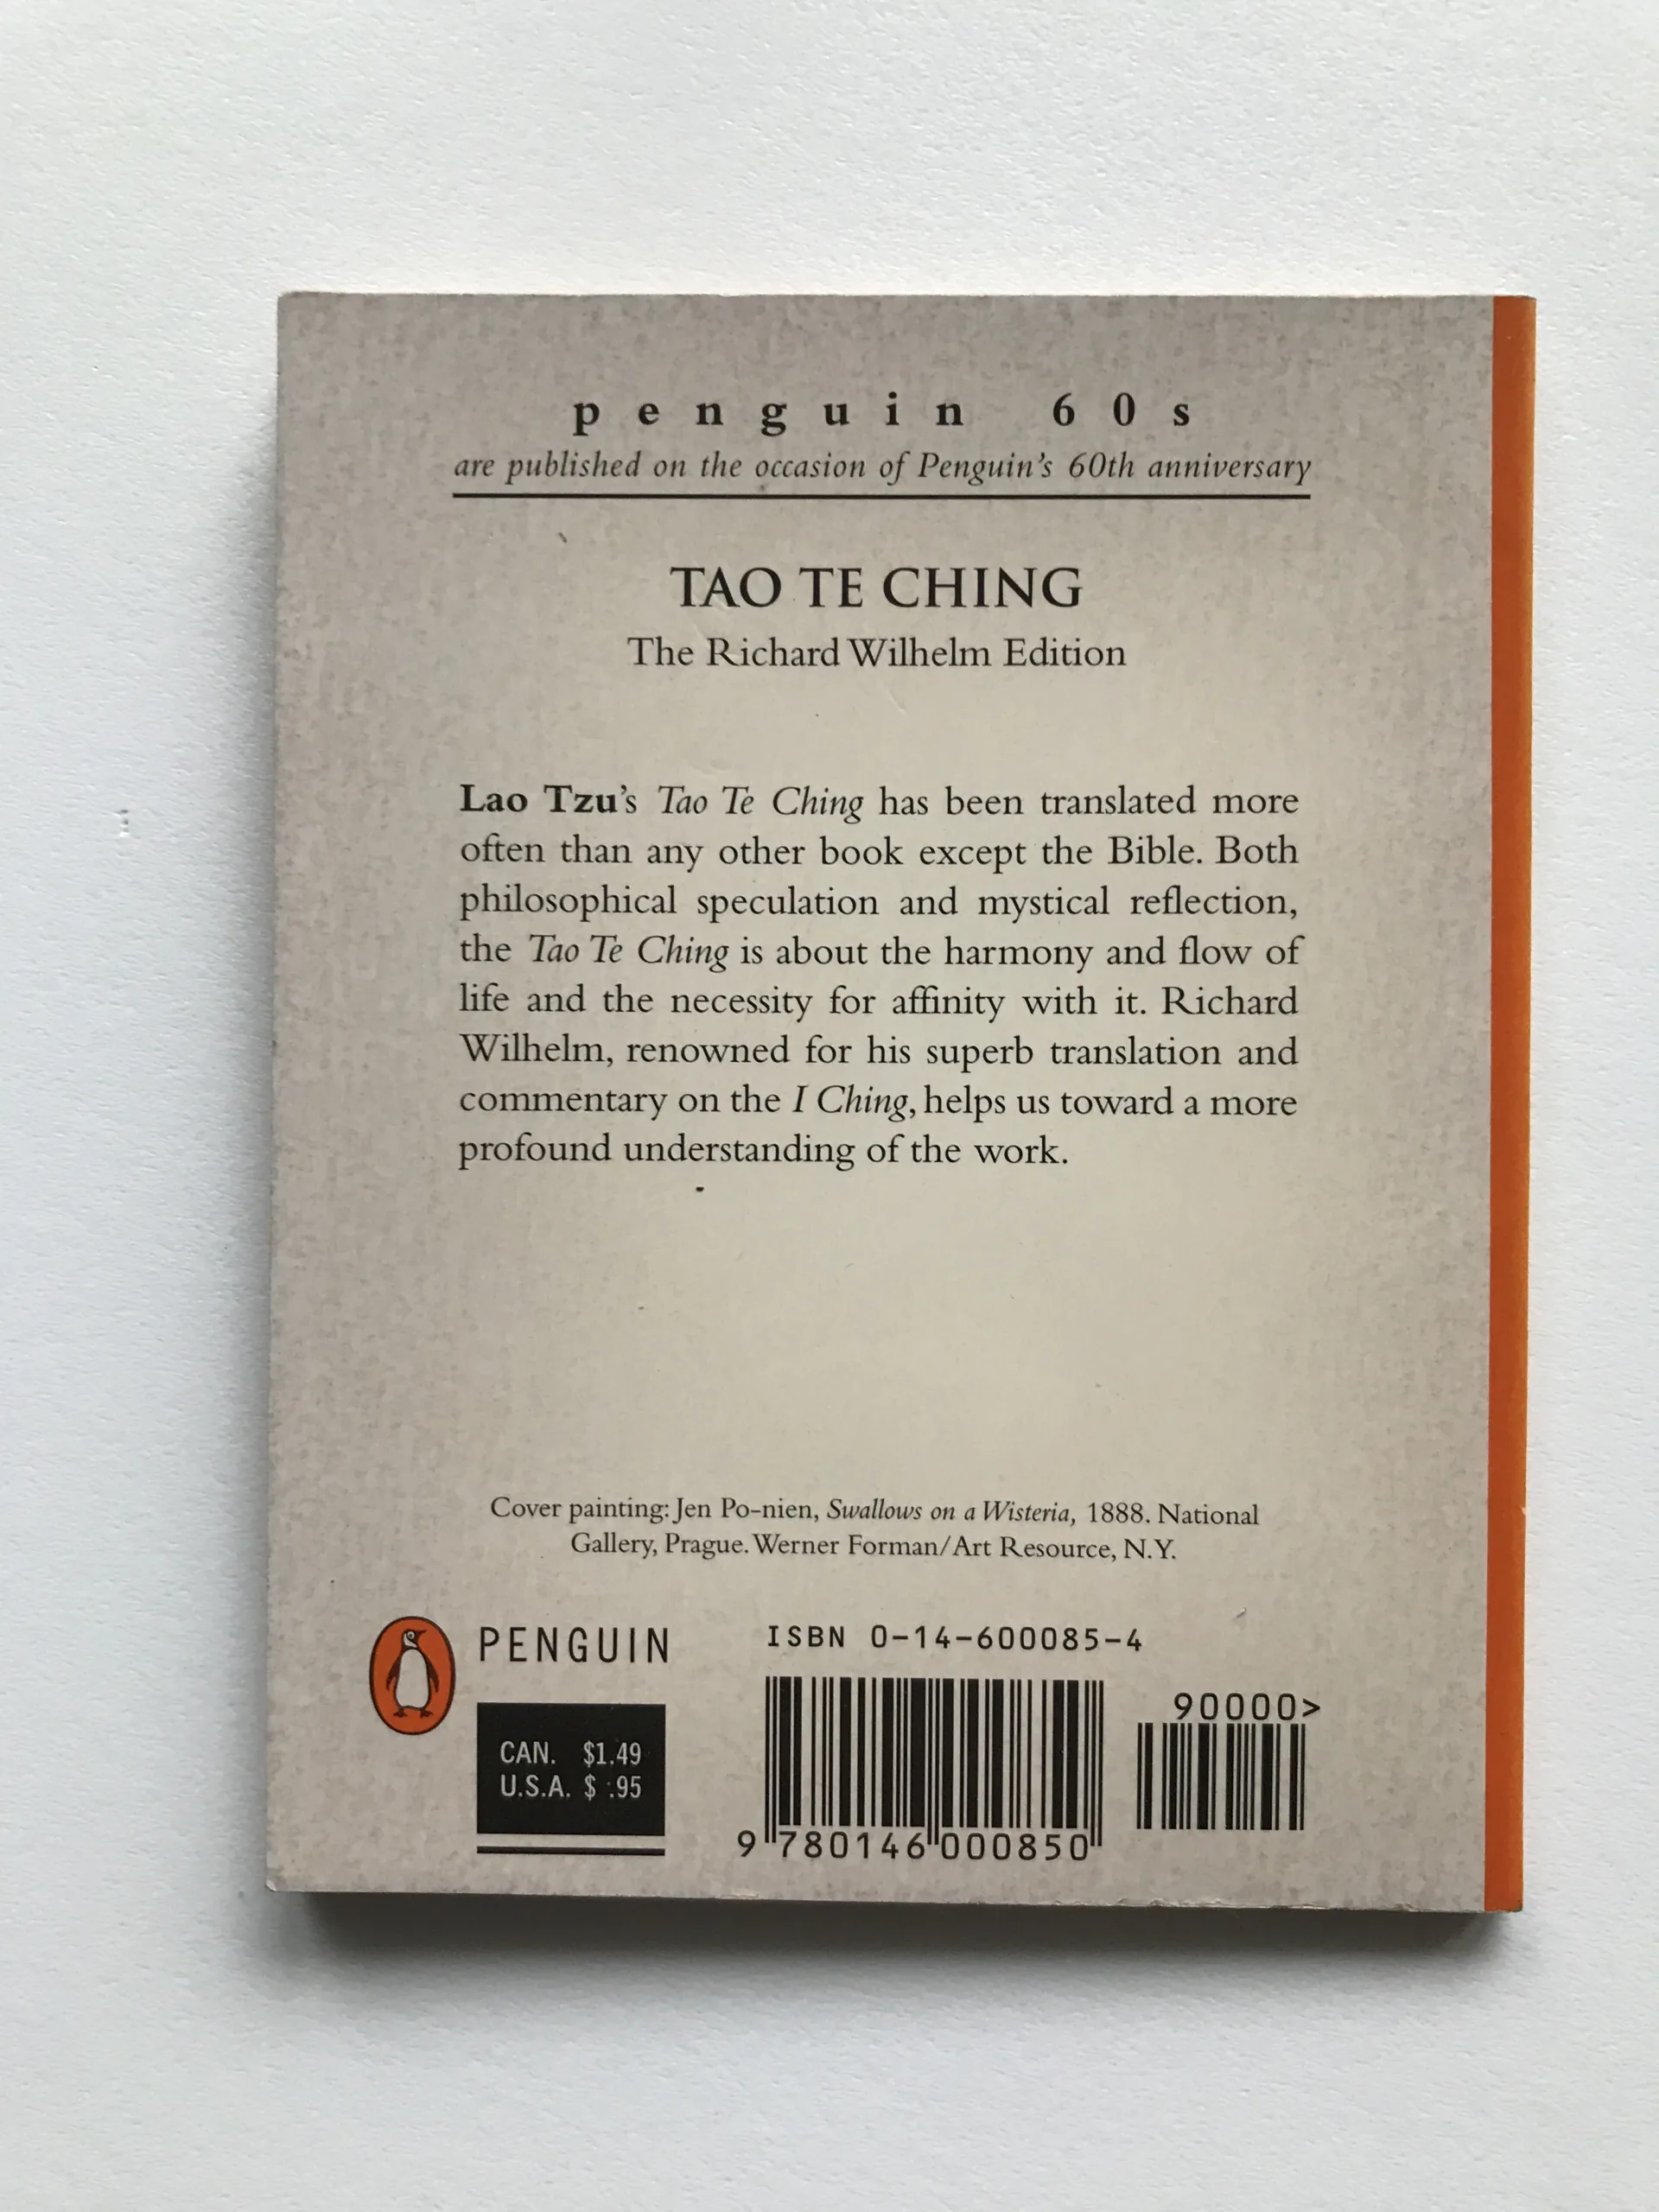 penguin 60s
are published on the occasion of Penguin's 60th anniversary
TAO TE CHING
The Richard Wilhelm Edition
Lao Tzu's Tao Te Ching has been translated more
often than any other book except the Bible. Both
philosophical speculation and mystical reflection,
the Tao Te Ching is about the harmony and flow of
life and the necessity for affinity with it. Richard
Wilhelm, renowned for his superb translation and
commentary on the I Ching, helps us toward a more
profound understanding of the work.
Cover painting: Jen Po-nien, Swallows on a Wisteria, 1888. National
Gallery, Prague. Werner Forman/Art Resource, N.Y.
PENGUIN
CAN. $1.49
U.S.A. $ .95
ISBN 0-14-600085-4
90000>
9 780146 000850